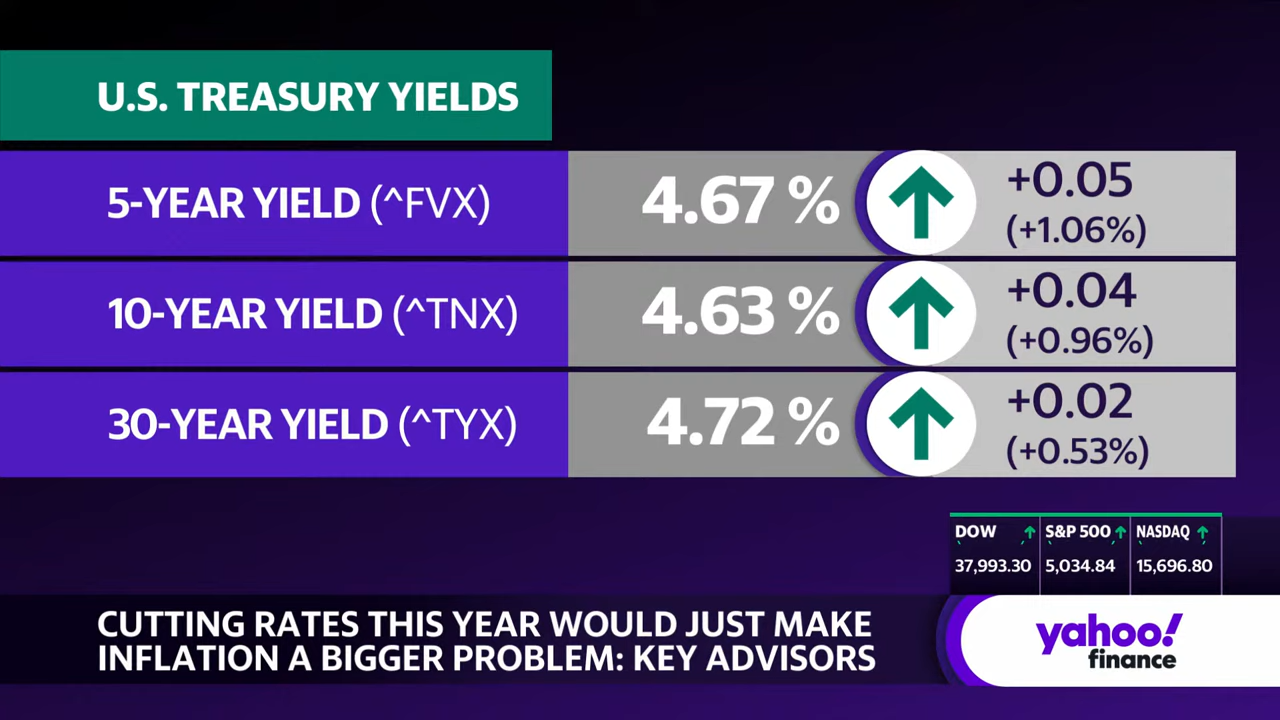 U.S. TREASURY YIELDS
5-YEAR YIELD (^FVX) 4.67 % +0.05 (+1.06%)
10-YEAR YIELD (^TNX) 4.63 % +0.04 (+0.96%)
30-YEAR YIELD (^TYX) 4.72 % +0.02 (+0.53%)
DOW S&P 500 NASDAQ
37,993.30 5,034.84 15,696.80
CUTTING RATES THIS YEAR WOULD JUST MAKE
INFLATION A BIGGER PROBLEM: KEY ADVISORS
yahoo!
finance